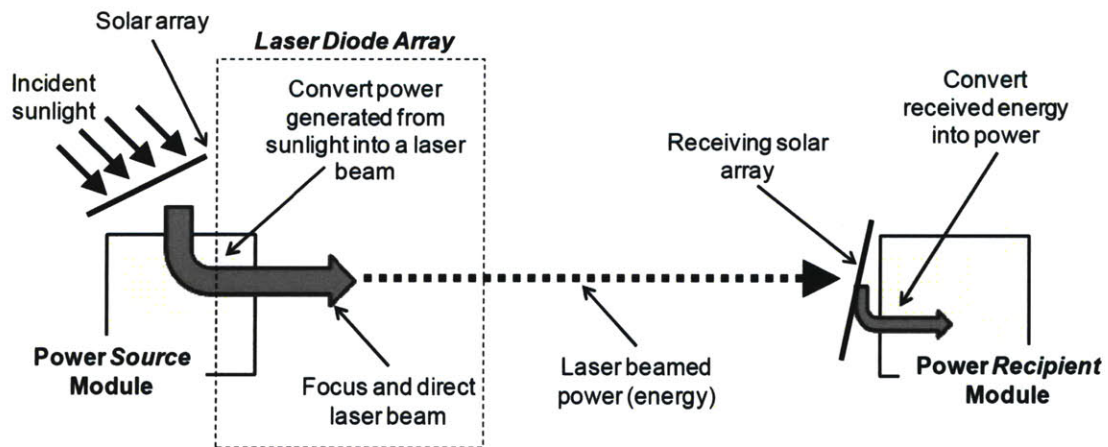 Solar array
Laser Diode Array
Incident
sunlight
Convert power
generated from
sunlight into a laser
beam
Convert
received energy
into power
Receiving solar
array
Power Source
Module
Focus and direct
laser beam
Laser beamed
power (energy)
Power Recipient
Module